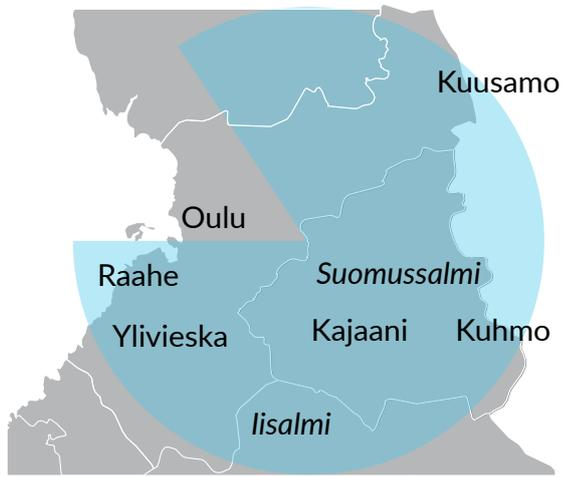 Kuusamo
Oulu
Raahe
Suomussalmi
Ylivieska
Kajaani
Kuhmo
Iisalmi